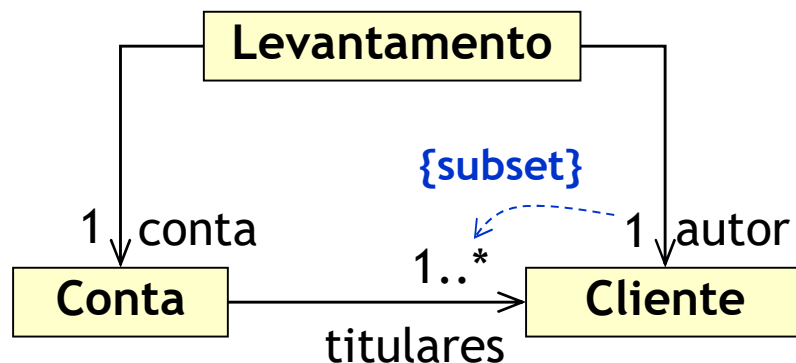 Levantamento
{subset}
1 conta
1 autor
1..*
Conta
Cliente
titulares